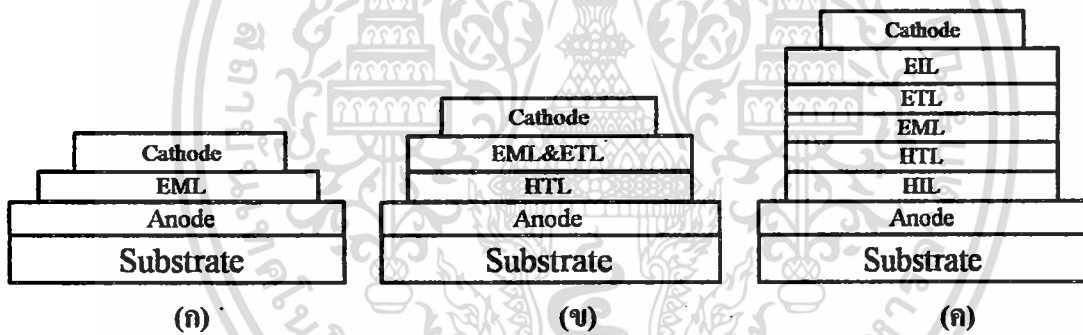 Cathode
EML
Anode
Substrate
(ก)
Cathode
EML&ETL
HTL
Anode
Substrate
(ข)
Cathode
EIL
ETL
EML
HTL
HIL
Anode
Substrate
(ค)